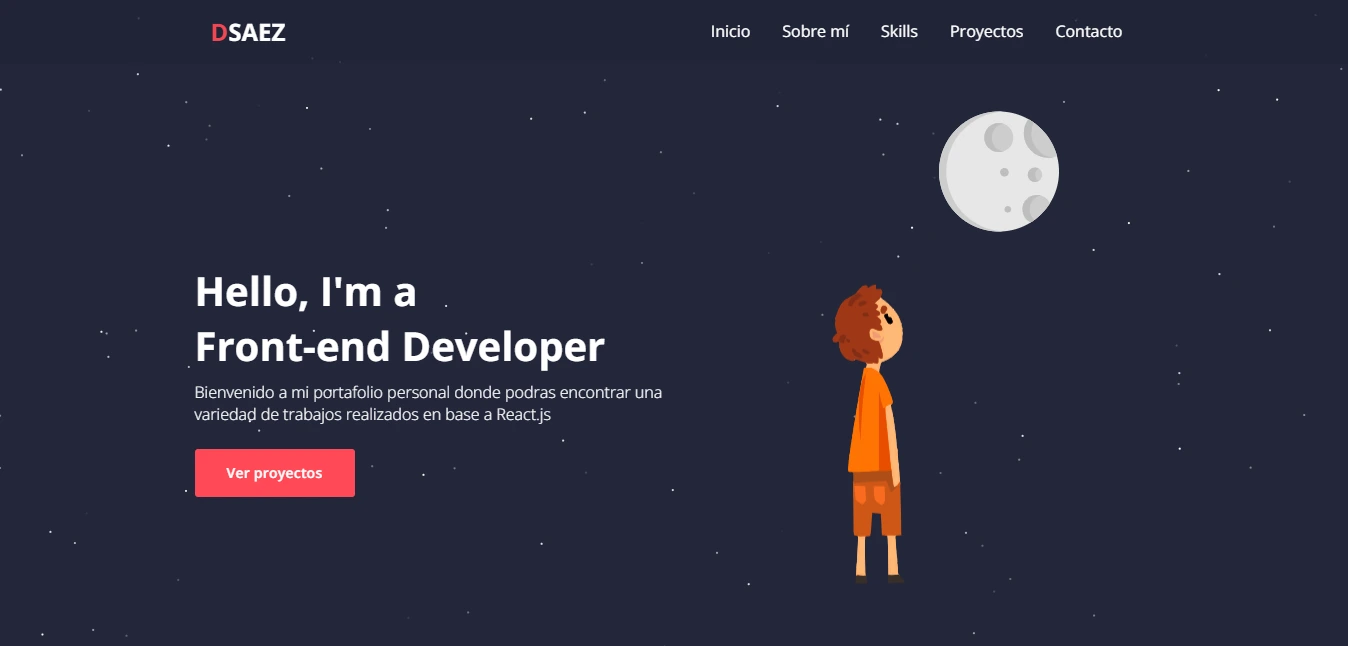 DSAEZ
Inicio Sobre mí Skills Proyectos Contacto
Hello, I'm a
Front-end Developer
Bienvenido a mi portafolio personal donde podras encontrar una
variedad de trabajos realizados en base a React.js
Ver proyectos